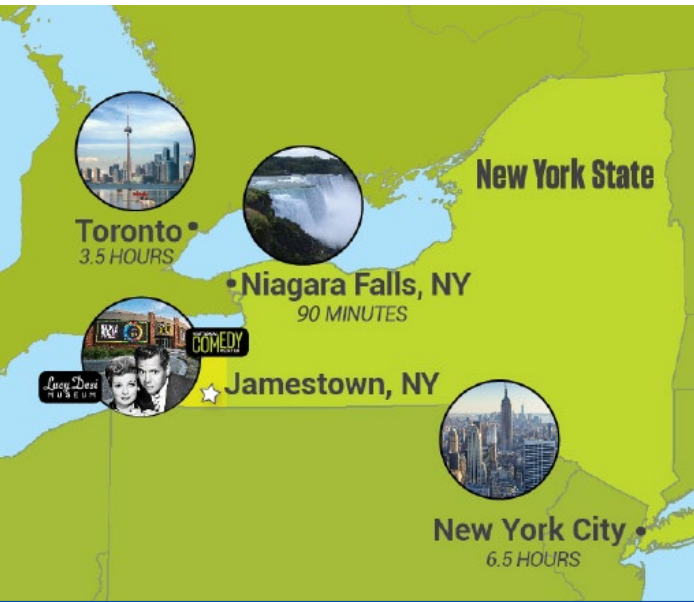 New York State
Toronto
3.5 HOURS
Niagara Falls, NY
90 MINUTES
COMEDY
Lucy Desi
MUSEUM
Jamestown, NY
New York City
6.5 HOURS